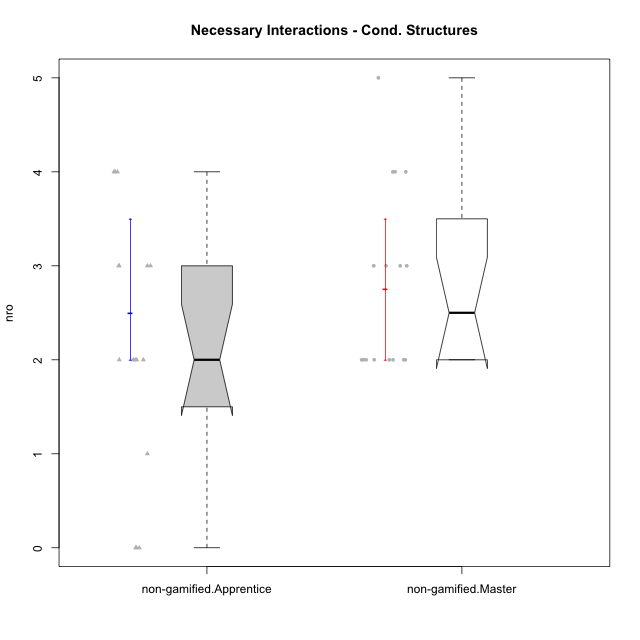 Necessary Interactions - Cond. Structures
5
4
3
2
1
0
nro
non-gamified.Apprentice
non-gamified.Master